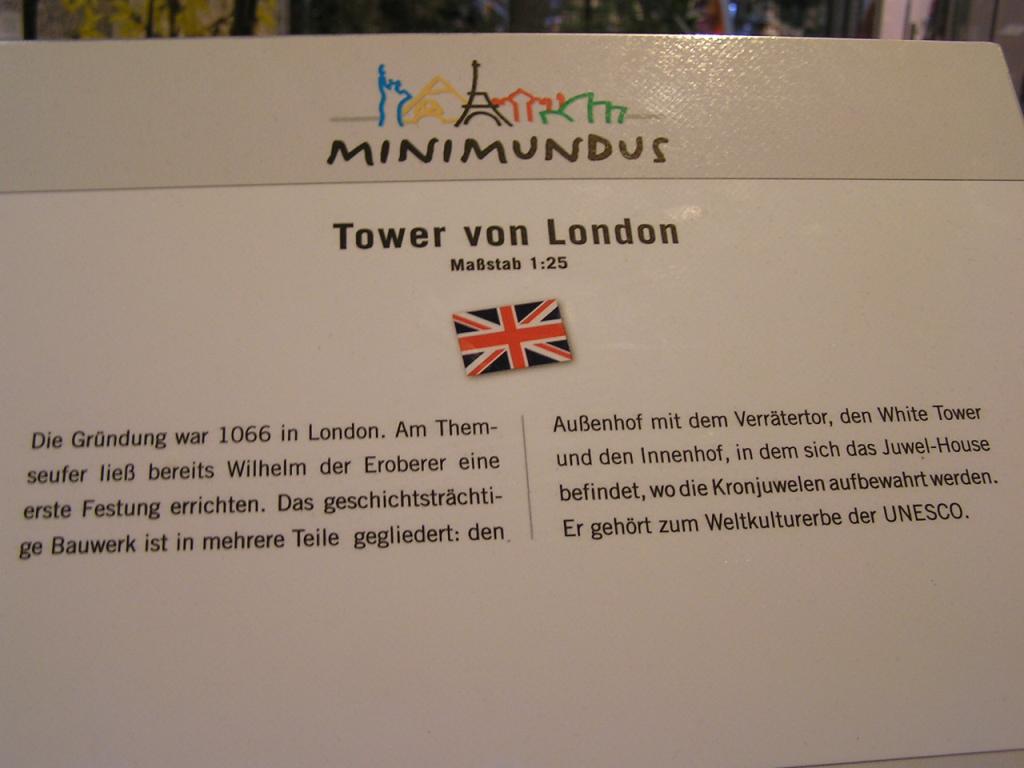 MINIMUNDUS
Tower von London
Maßstab 1:25
Die Gründung war 1066 in London. Am Them-
seufer ließ bereits Wilhelm der Eroberer eine
erste Festung errichten. Das geschichtsträchti-
ge Bauwerk ist in mehrere Teile gegliedert: den
Außenhof mit dem Verrätertor, den White Tower
und den Innenhof, in dem sich das Juwel-House
befindet, wo die Kronjuwelen aufbewahrt werden.
Er gehört zum Weltkulturerbe der UNESCO.